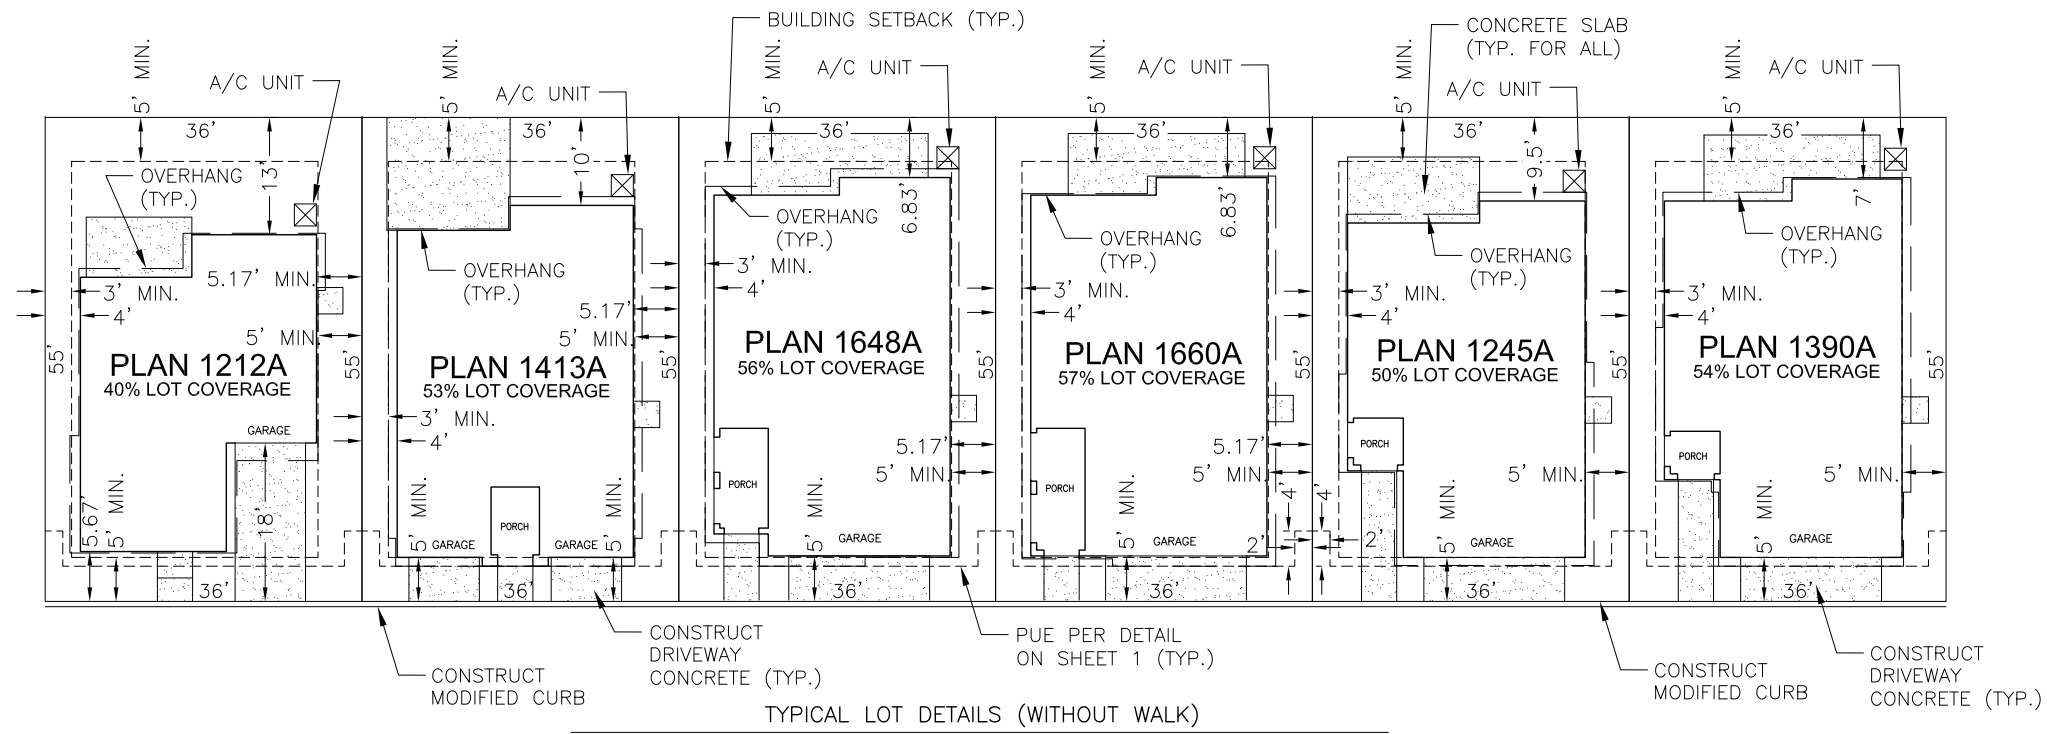 BUILDING SETBACK (TYP.)
CONCRETE SLAB
(TYP. FOR ALL)
5' MIN.
A/C UNIT
36'
13'
OVERHANG
(TYP.)
5.17' MIN.
3' MIN.
4'
5' MIN.
55'
55'
PLAN 1212A
40% LOT COVERAGE
GARAGE
5.67'
5' MIN.
18'
36'
5' MIN.
A/C UNIT
36'
10'
OVERHANG
(TYP.)
5.17'
5' MIN.
55'
PLAN 1413A
53% LOT COVERAGE
3' MIN.
4'
5' MIN.
PORCH
GARAGE
GARAGE
5' MIN.
36'
5' MIN.
A/C UNIT
36'
6.83'
OVERHANG
(TYP.)
3' MIN.
4'
PLAN 1648A
56% LOT COVERAGE
55'
5.17'
5' MIN.
PORCH
5' MIN.
GARAGE
36'
5' MIN.
A/C UNIT
36'
6.83'
OVERHANG
(TYP.)
3' MIN.
4'
PLAN 1660A
57% LOT COVERAGE
55'
5.17'
5' MIN.
PORCH
5' MIN.
GARAGE
4'
4'
2'
2'
36'
5' MIN.
A/C UNIT
36'
9.5'
OVERHANG
(TYP.)
3' MIN.
4'
PLAN 1245A
50% LOT COVERAGE
55'
PORCH
5' MIN.
5' MIN.
GARAGE
36'
5' MIN.
A/C UNIT
36'
7'
OVERHANG
(TYP.)
3' MIN.
4'
PLAN 1390A
54% LOT COVERAGE
55'
PORCH
5' MIN.
5' MIN.
GARAGE
36'
CONSTRUCT
MODIFIED CURB
CONSTRUCT
DRIVEWAY
CONCRETE (TYP.)
PUE PER DETAIL
ON SHEET 1 (TYP.)
CONSTRUCT
MODIFIED CURB
CONSTRUCT
DRIVEWAY
CONCRETE (TYP.)
TYPICAL LOT DETAILS (WITHOUT WALK)